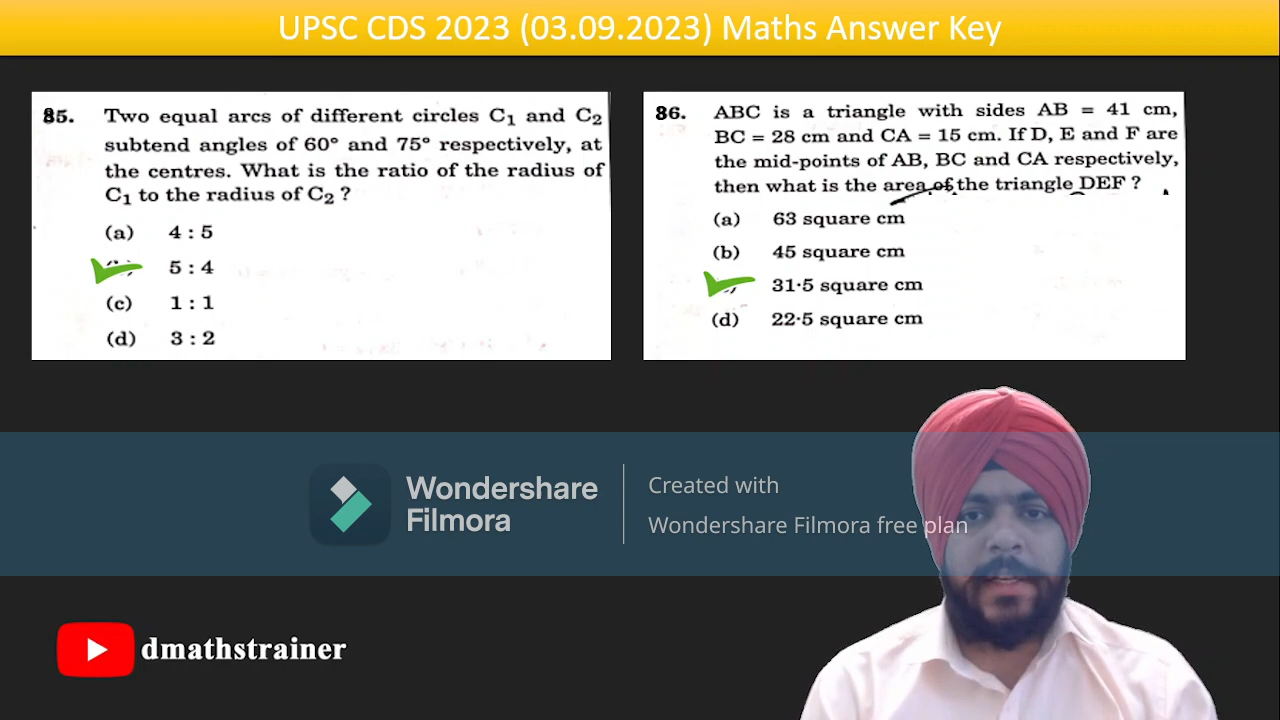 UPSC CDS 2023 (03.09.2023) Maths Answer Key
85. Two equal arcs of different circles C₁ and C₂
subtend angles of 60° and 75° respectively, at
the centres. What is the ratio of the radius of
C₁ to the radius of C₂ ?
(a) 4 : 5
5 : 4
(c) 1 : 1
(d) 3 : 2
86. ABC is a triangle with sides AB = 41 cm,
BC = 28 cm and CA = 15 cm. If D, E and F are
the mid-points of AB, BC and CA respectively,
then what is the area of the triangle DEF ?
(a) 63 square cm
(b) 45 square cm
31·5 square cm
(d) 22·5 square cm
Wondershare
Filmora
Created with
Wondershare Filmora free plan
dmathstrainer